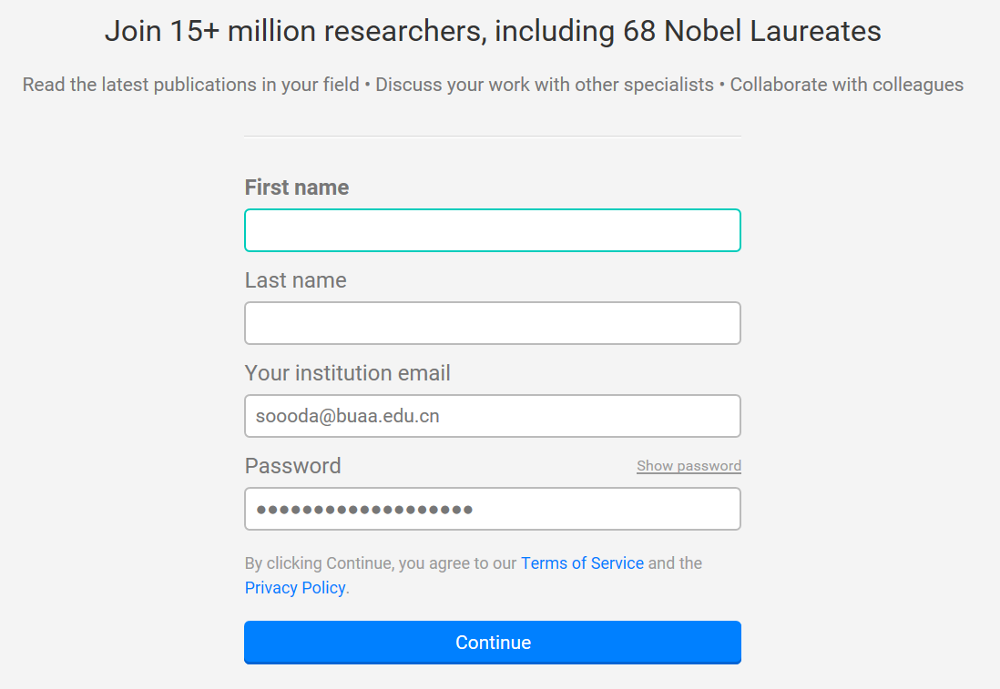 Join 15+ million researchers, including 68 Nobel Laureates
Read the latest publications in your field • Discuss your work with other specialists • Collaborate with colleagues
First name
Last name
Your institution email
soooda@buaa.edu.cn
Password Show password
●●●●●●●●●●●●●●●●●●●
By clicking Continue, you agree to our Terms of Service and the
Privacy Policy.
Continue